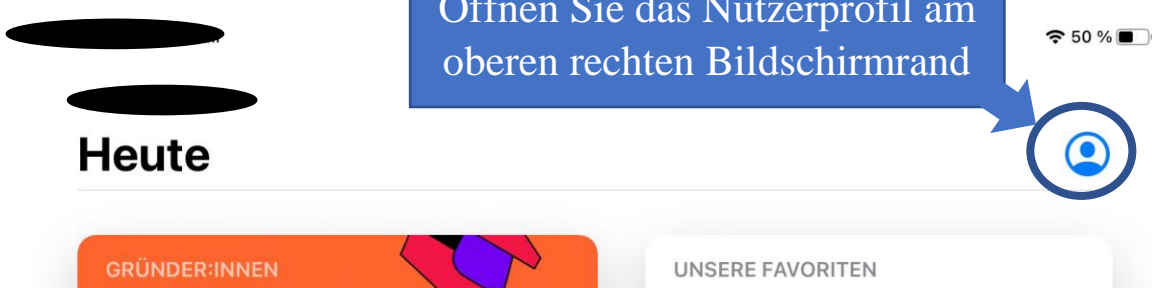 Öffnen Sie das Nutzerprofil am
50 %
oberen rechten Bildschirmrand
Heute
GRÜNDER:INNEN
UNSERE FAVORITEN